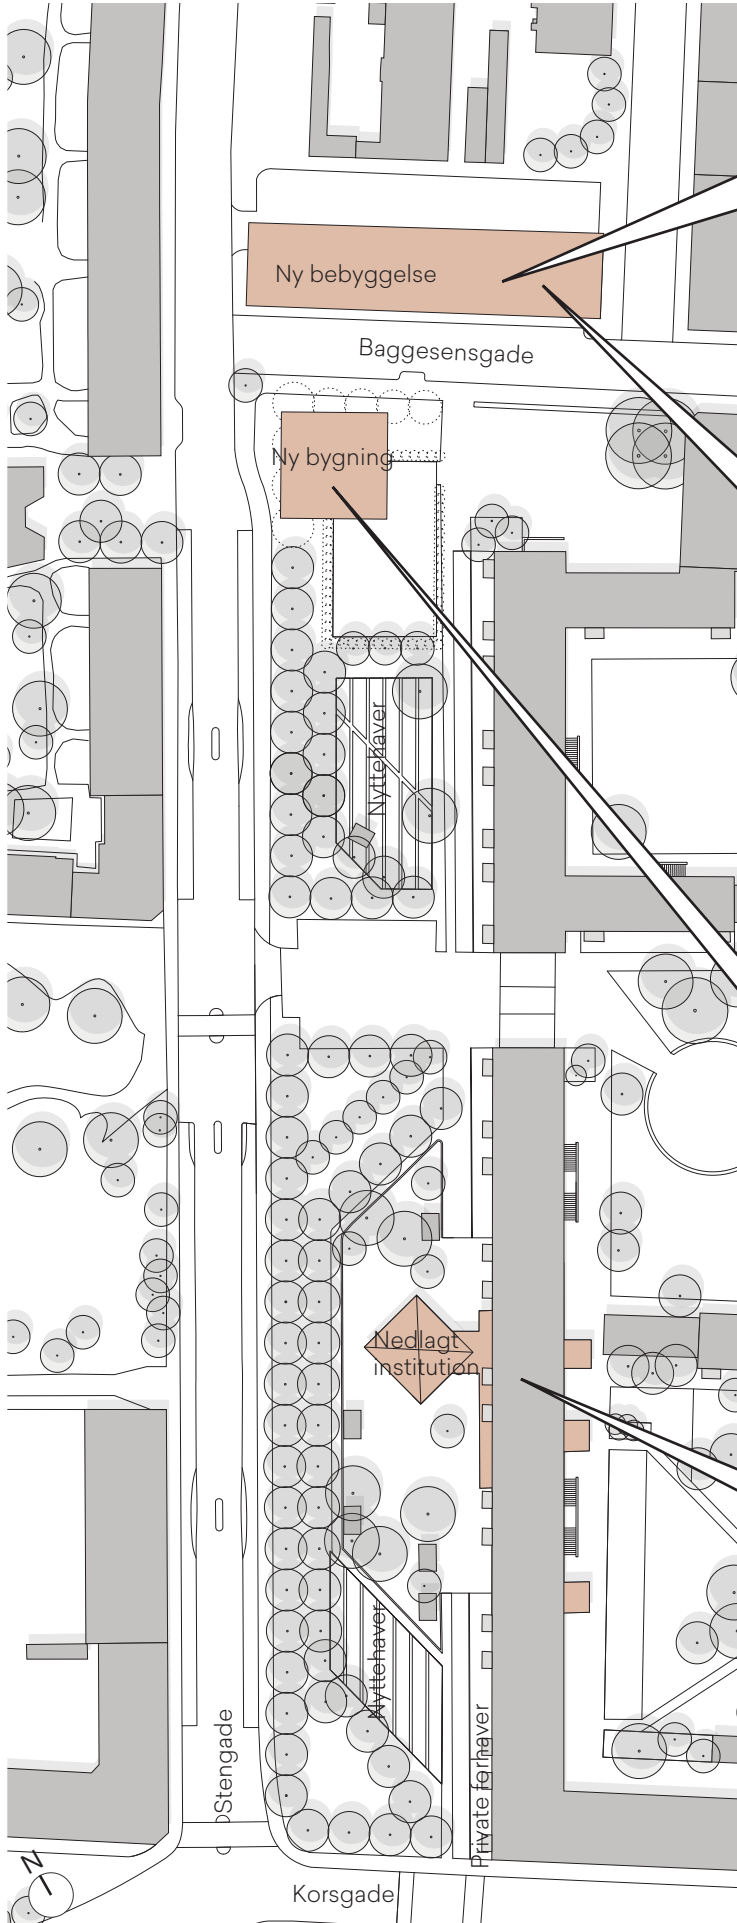 Ny bebyggelse
Baggesensgade
Ny bygning
Nyttehaver
Nedlagt
institution
Nyttehaver
Stengade
Private forhaver
N
Korsgade